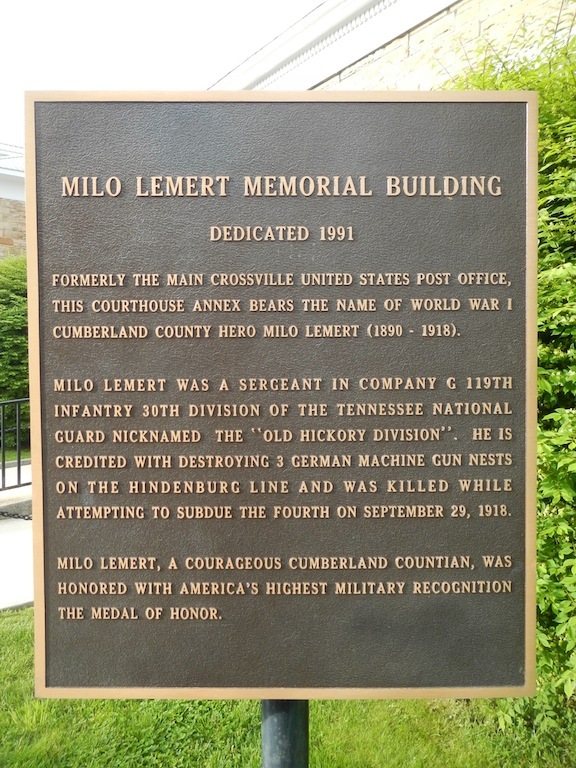 MILO LEMERT MEMORIAL BUILDING
DEDICATED 1991
FORMERLY THE MAIN CROSSVILLE UNITED STATES POST OFFICE,
THIS COURTHOUSE ANNEX BEARS THE NAME OF WORLD WAR I
CUMBERLAND COUNTY HERO MILO LEMERT (1890 - 1918).
MILO LEMERT WAS A SERGEANT IN COMPANY G 119TH
INFANTRY 30TH DIVISION OF THE TENNESSEE NATIONAL
GUARD NICKNAMED THE "OLD HICKORY DIVISION". HE IS
CREDITED WITH DESTROYING 3 GERMAN MACHINE GUN NESTS
ON THE HINDENBURG LINE AND WAS KILLED WHILE
ATTEMPTING TO SUBDUE THE FOURTH ON SEPTEMBER 29, 1918.
MILO LEMERT, A COURAGEOUS CUMBERLAND COUNTIAN, WAS
HONORED WITH AMERICA'S HIGHEST MILITARY RECOGNITION
THE MEDAL OF HONOR.